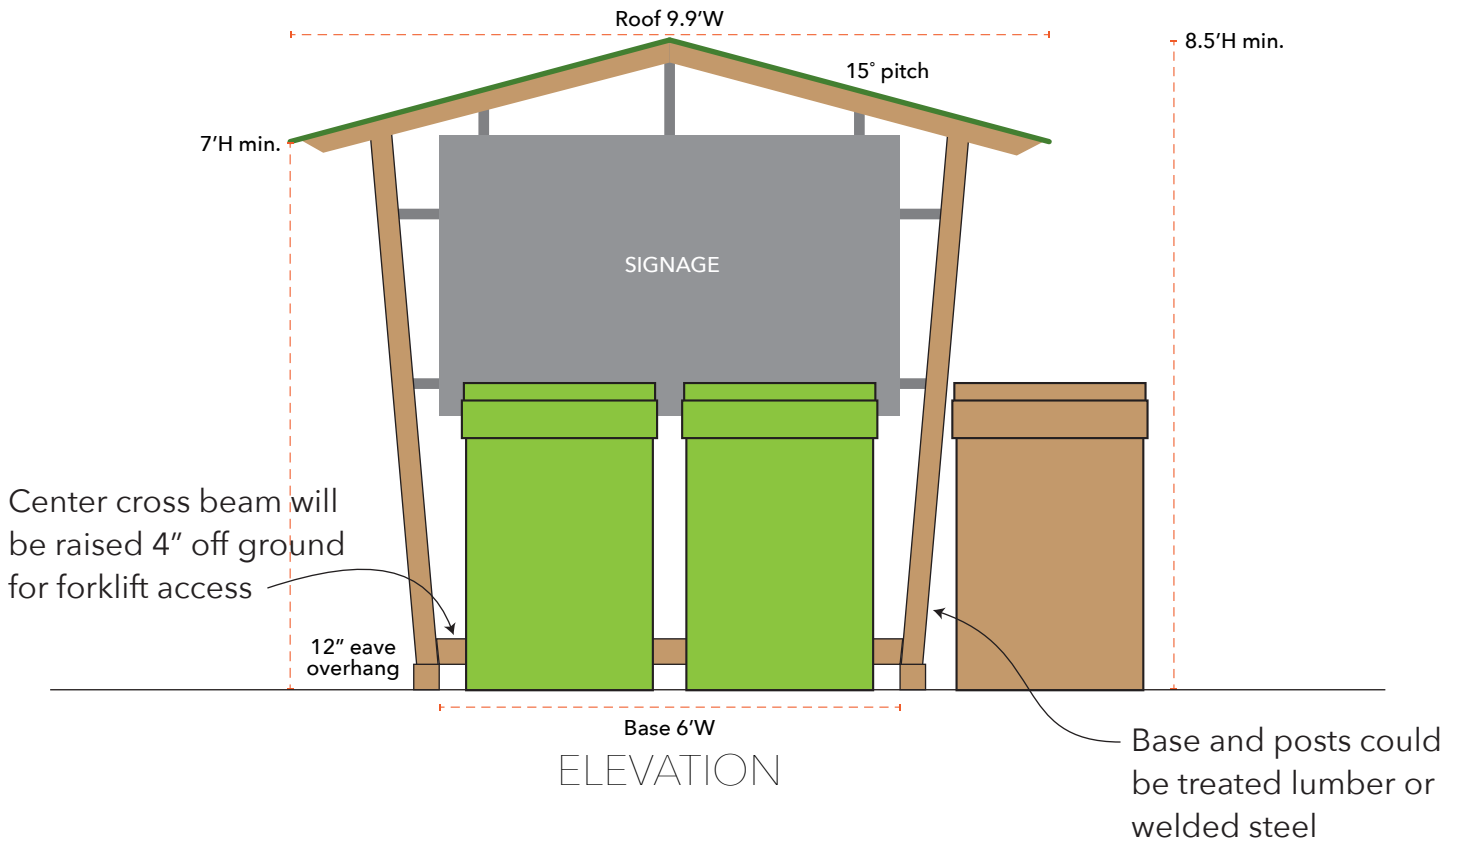 Roof 9.9’W
8.5’H min.
15° pitch
7’H min.
SIGNAGE
Center cross beam will
be raised 4” off ground
for forklift access
12” eave
overhang
Base 6’W
ELEVATION
Base and posts could
be treated lumber or
welded steel